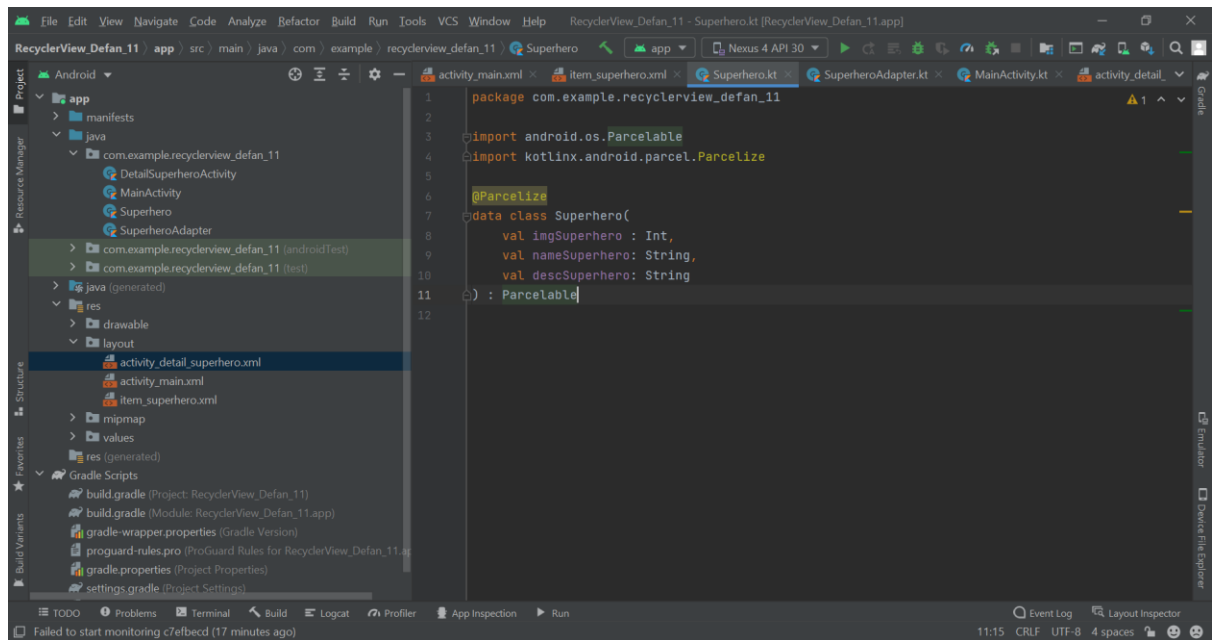 File Edit View Navigate Code Analyze Refactor Build Run Tools VCS Window Help RecyclerView_Defan_11 - Superhero.kt [RecyclerView_Defan_11.app]
RecyclerView_Defan_11 app src main java com example recyclerview_defan_11 Superhero app Nexus 4 API 30
Android
activity_main.xml item_superhero.xml Superhero.kt SuperheroAdapter.kt MainActivity.kt activity_detail_
Project
Resource Manager
Structure
Favorites
Build Variants
app
manifests
java
com.example.recyclerview_defan_11
DetailSuperheroActivity
MainActivity
Superhero
SuperheroAdapter
com.example.recyclerview_defan_11 (androidTest)
com.example.recyclerview_defan_11 (test)
java (generated)
res
drawable
layout
activity_detail_superhero.xml
activity_main.xml
item_superhero.xml
mipmap
values
res (generated)
Gradle Scripts
build.gradle (Project: RecyclerView_Defan_11)
build.gradle (Module: RecyclerView_Defan_11.app)
gradle-wrapper.properties (Gradle Version)
proguard-rules.pro (ProGuard Rules for RecyclerView_Defan_11.ap
gradle.properties (Project Properties)
settings.gradle (Project Settings)
1 package com.example.recyclerview_defan_11
2
3 import android.os.Parcelable
4 import kotlinx.android.parcel.Parcelize
5
6 @Parcelize
7 data class Superhero(
8 val imgSuperhero : Int,
9 val nameSuperhero: String,
10 val descSuperhero: String
11 ) : Parcelable
12
1
Gradle
Emulator
Device File Explorer
TODO Problems Terminal Build Logcat Profiler App Inspection Run Event Log Layout Inspector
Failed to start monitoring c7efbecd (17 minutes ago) 11:15 CRLF UTF-8 4 spaces